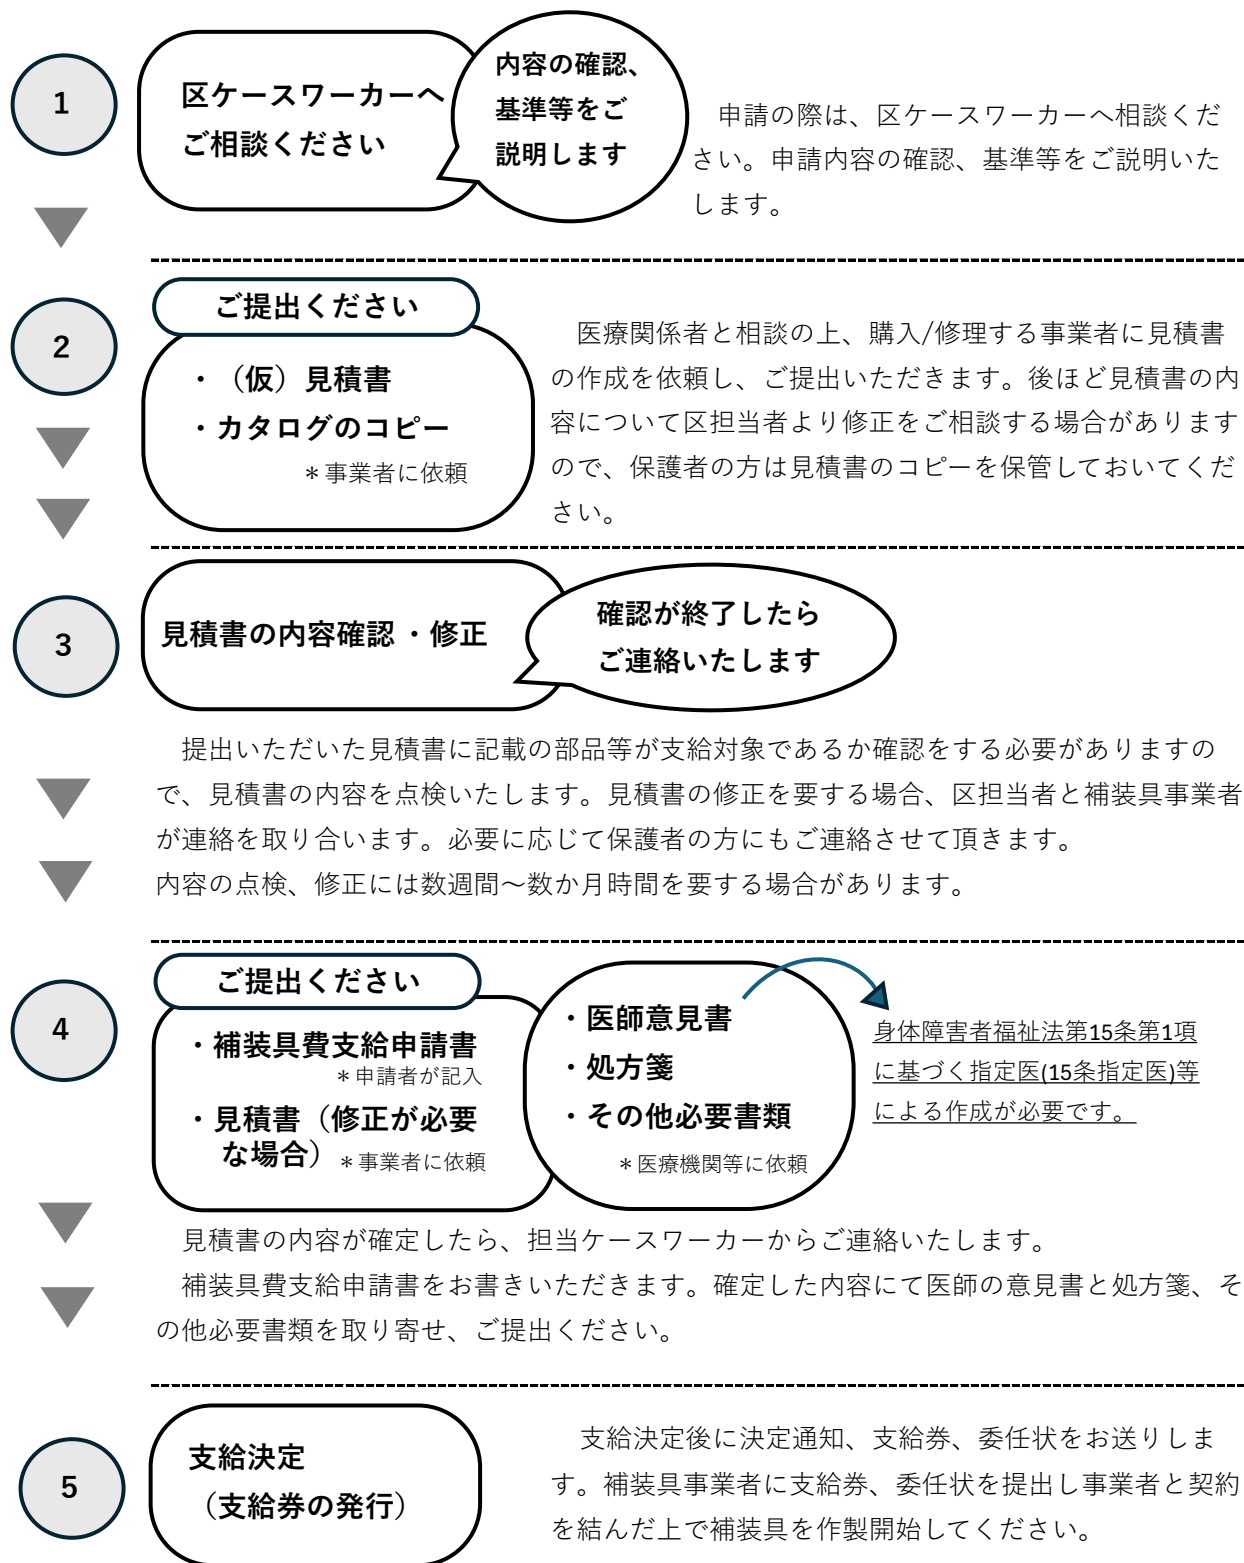 1
区ケースワーカーへ
ご相談ください
内容の確認、
基準等をご
説明します
申請の際は、区ケースワーカーへ相談くだ
さい。申請内容の確認、基準等をご説明いた
します。
2
ご提出ください
・（仮）見積書
・カタログのコピー
＊事業者に依頼
医療関係者と相談の上、購入/修理する事業者に見積書
の作成を依頼し、ご提出いただきます。後ほど見積書の内
容について区担当者より修正をご相談する場合があります
ので、保護者の方は見積書のコピーを保管しておいてくだ
さい。
3
見積書の内容確認・修正
確認が終了したら
ご連絡いたします
提出いただいた見積書に記載の部品等が支給対象であるか確認をする必要がありますの
で、見積書の内容を点検いたします。見積書の修正を要する場合、区担当者と補装具事業者
が連絡を取り合います。必要に応じて保護者の方にもご連絡させて頂きます。
内容の点検、修正には数週間～数か月時間を要する場合があります。
4
ご提出ください
・補装具費支給申請書
＊申請者が記入
・見積書（修正が必要
な場合）＊事業者に依頼
・医師意見書
・処方箋
・その他必要書類
＊医療機関等に依頼
身体障害者福祉法第15条第1項
に基づく指定医(15条指定医)等
による作成が必要です。
見積書の内容が確定したら、担当ケースワーカーからご連絡いたします。
補装具費支給申請書をお書きいただきます。確定した内容にて医師の意見書と処方箋、そ
の他必要書類を取り寄せ、ご提出ください。
5
支給決定
（支給券の発行）
支給決定後に決定通知、支給券、委任状をお送りしま
す。補装具事業者に支給券、委任状を提出し事業者と契約
を結んだ上で補装具を作製開始してください。